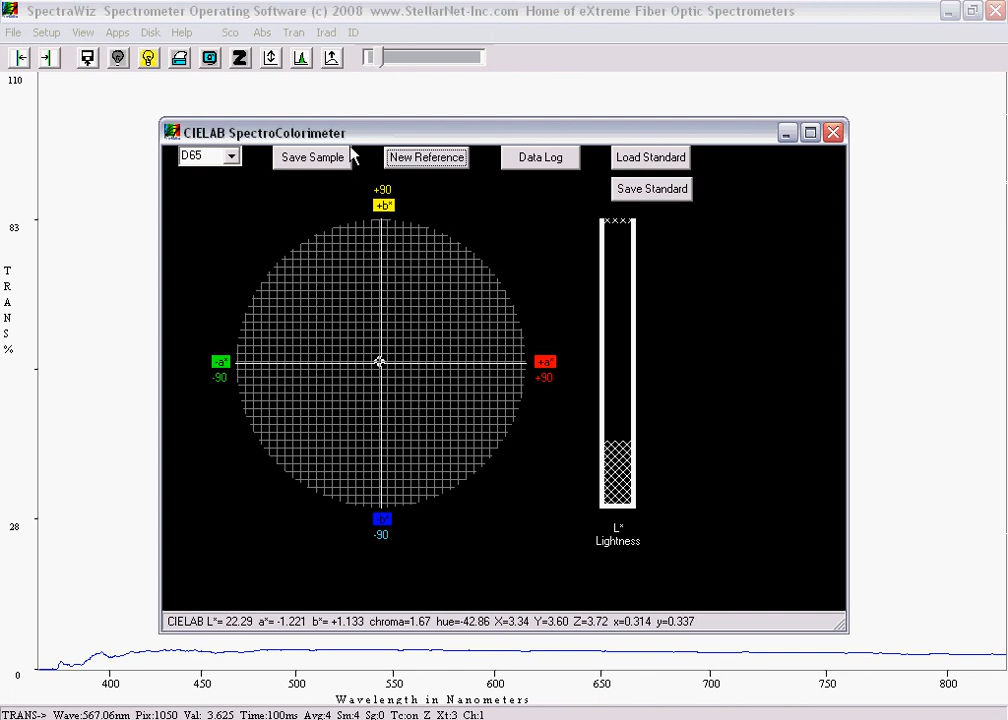 SpectraWiz Spectrometer Operating Software (c) 2008 www.StellarNet-Inc.com Home of eXtreme Fiber Optic Spectrometers
File Setup View Apps Disk Help Sco Abs Tran Irad ID
Z
110
CIELAB SpectroColorimeter
D65 Save Sample New Reference Data Log Load Standard
Save Standard
+90
+b*
83
T
R
A
N
S
%
-a*
-90
+a*
+90
-b*
-90
L*
Lightness
28
CIELAB L*= 22.29 a*= -1.221 b*= +1.133 chroma=1.67 hue=-42.86 X=3.34 Y=3.60 Z=3.72 x=0.314 y=0.337
0
400 450 500 550 600 650 700 750 800
Wavelength in Nanometers
TRANS-> Wave:567.06nm Pix:1050 Val: 3.625 Time:100ms Avg:4 Sm:4 Sg:0 Tc:on Z Xt:3 Ch:1